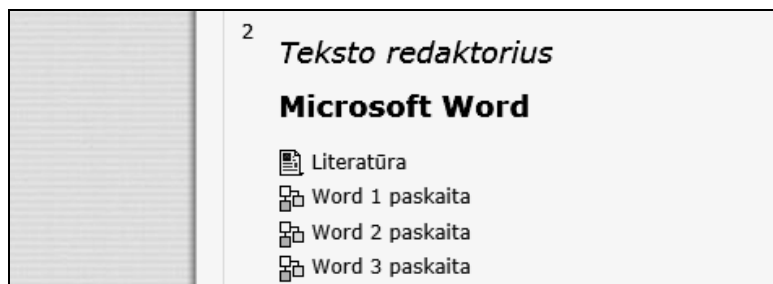 2
Teksto redaktorius
Microsoft Word
Literatūra
Word 1 paskaita
Word 2 paskaita
Word 3 paskaita